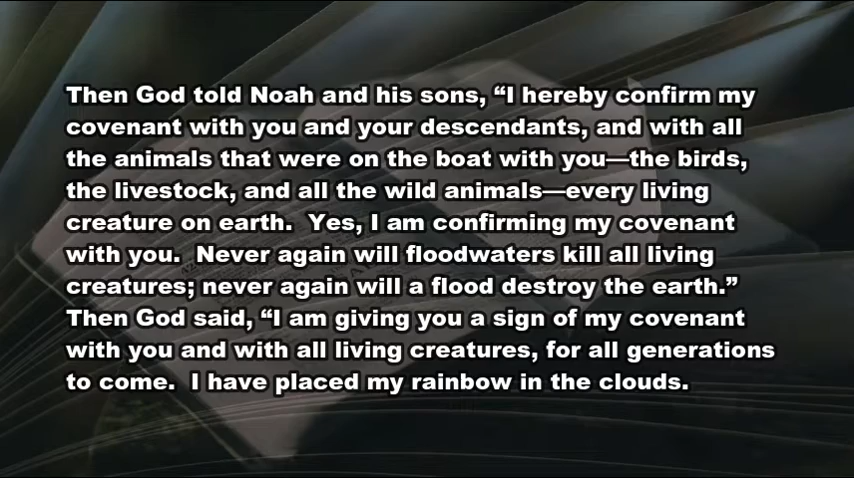 Then God told Noah and his sons, “I hereby confirm my
covenant with you and your descendants, and with all
the animals that were on the boat with you—the birds,
the livestock, and all the wild animals—every living
creature on earth.  Yes, I am confirming my covenant
with you.  Never again will floodwaters kill all living
creatures; never again will a flood destroy the earth.”
Then God said, “I am giving you a sign of my covenant
with you and with all living creatures, for all generations
to come.  I have placed my rainbow in the clouds.